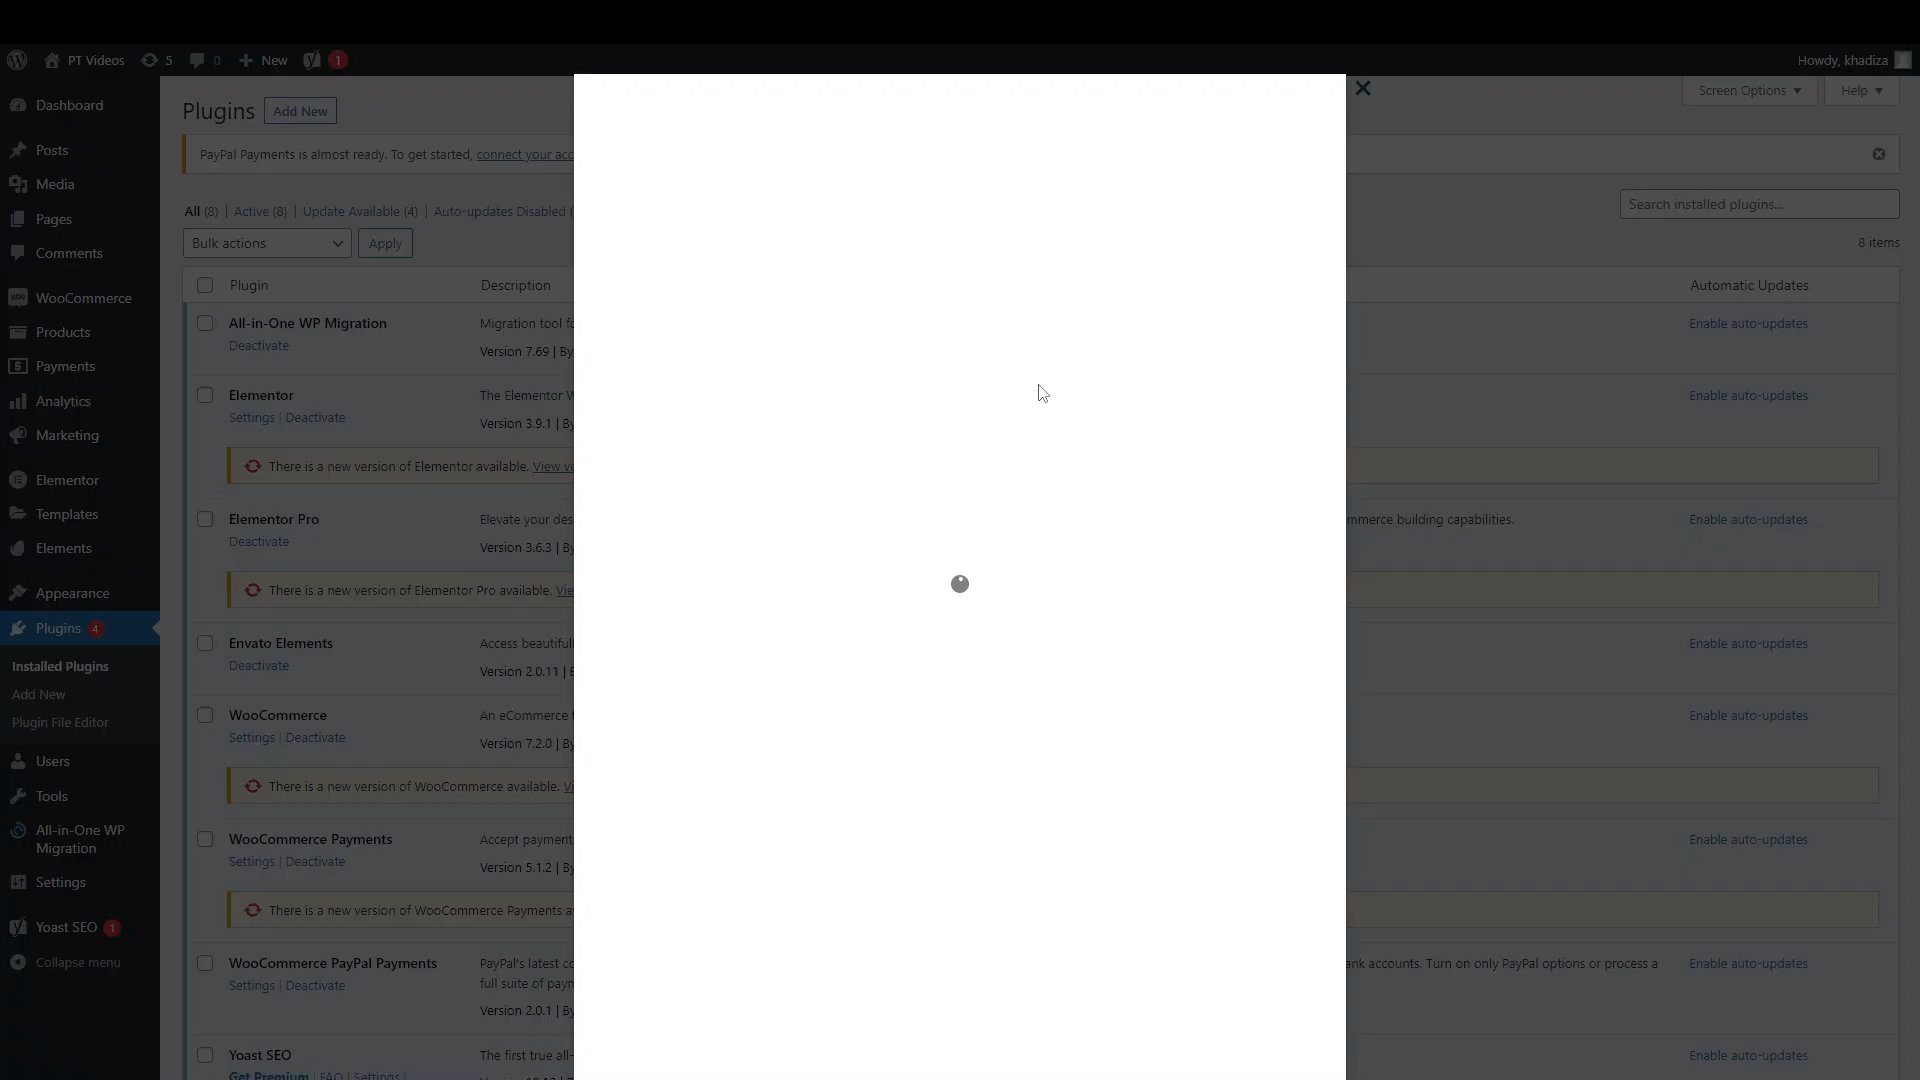 PT Videos
5
0
New
1
Howdy, khadiza
Dashboard
Posts
Media
Pages
Comments
WooCommerce
Products
Payments
Analytics
Marketing
Elementor
Templates
Elements
Appearance
Plugins 4
Installed Plugins
Add New
Plugin File Editor
Users
Tools
All-in-One WP
Migration
Settings
Yoast SEO 1
Collapse menu
Screen Options
Help
Plugins
Add New
PayPal Payments is almost ready. To get started, connect your acc
All (8) | Active (8) | Update Available (4) | Auto-updates Disabled (
Search installed plugins...
Bulk actions
Apply
8 items
Plugin
Description
Automatic Updates
All-in-One WP Migration
Deactivate
Migration tool fo
Version 7.69 | By
Enable auto-updates
Elementor
Settings | Deactivate
The Elementor W
Version 3.9.1 | By
Enable auto-updates
There is a new version of Elementor available. View ve
Elementor Pro
Deactivate
Elevate your des
mmerce building capabilities.
Version 3.6.3 | By
Enable auto-updates
There is a new version of Elementor Pro available. Vie
Envato Elements
Deactivate
Access beautifull
Version 2.0.11 | B
Enable auto-updates
WooCommerce
Settings | Deactivate
An eCommerce t
Version 7.2.0 | By
Enable auto-updates
There is a new version of WooCommerce available. Vi
WooCommerce Payments
Settings | Deactivate
Accept payment
Version 5.1.2 | By
Enable auto-updates
There is a new version of WooCommerce Payments a
WooCommerce PayPal Payments
Settings | Deactivate
PayPal's latest co
ank accounts. Turn on only PayPal options or process a
full suite of paym
Version 2.0.1 | By
Enable auto-updates
Yoast SEO
Get Premium | FAQ | Settings |
The first true all-
Enable auto-updates